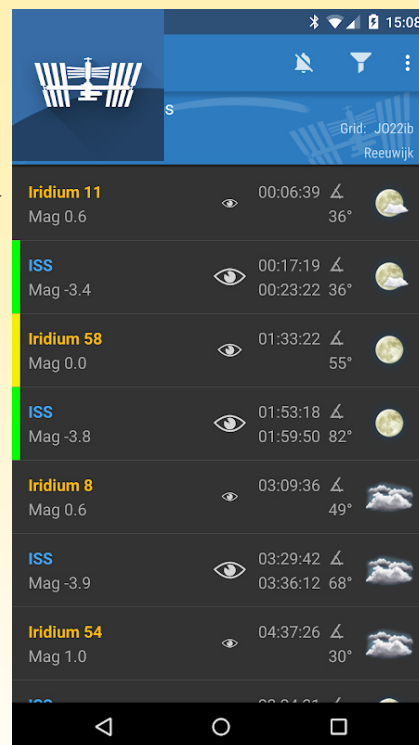 15:08
s
Grid: JO22ib
Reeuwijk
Iridium 11 00:06:39
Mag 0.6 36°
ISS 00:17:19
Mag -3.4 00:23:22 36°
Iridium 58 01:33:22
Mag 0.0 55°
ISS 01:53:18
Mag -3.8 01:59:50 82°
Iridium 8 03:09:36
Mag 0.6 49°
ISS 03:29:42
Mag -3.9 03:36:12 68°
Iridium 54 04:37:26
Mag 1.0 30°
ISS